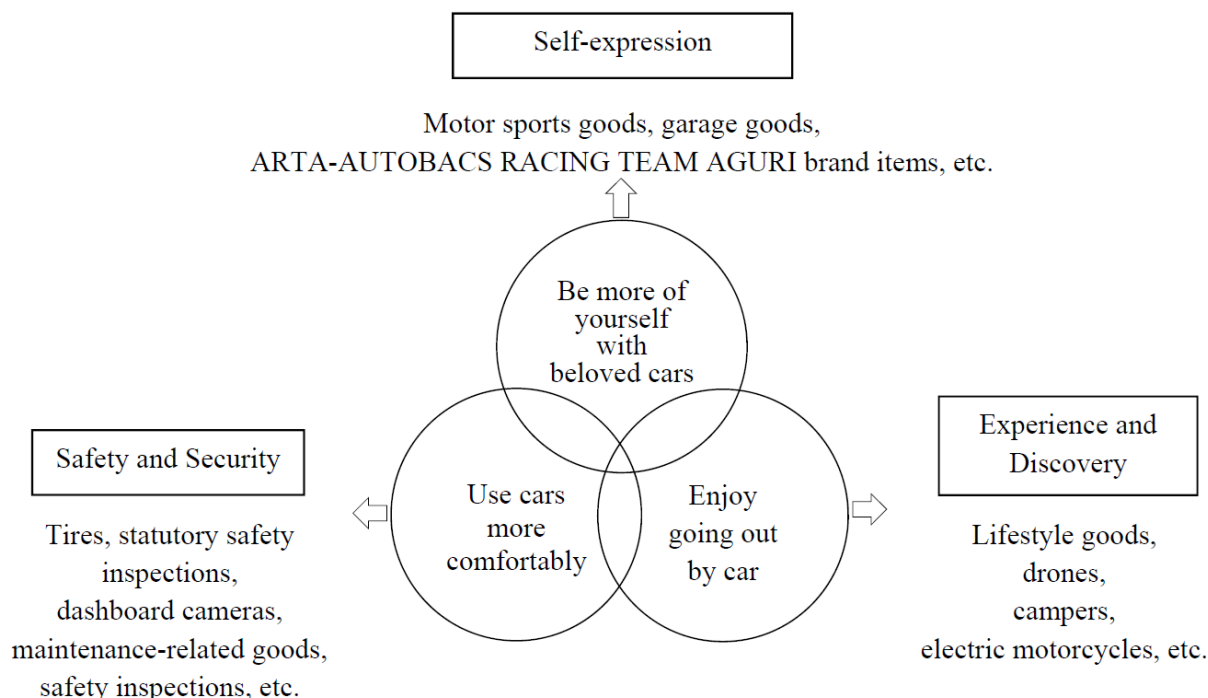 Self-expression
Motor sports goods, garage goods,
ARTA-AUTOBACS RACING TEAM AGURI brand items, etc.
Be more of
yourself
with
beloved cars
Safety and Security
Tires, statutory safety
inspections,
dashboard cameras,
maintenance-related goods,
safety inspections, etc.
Use cars
more
comfortably
Enjoy
going out
by car
Experience and
Discovery
Lifestyle goods,
drones,
campers,
electric motorcycles, etc.